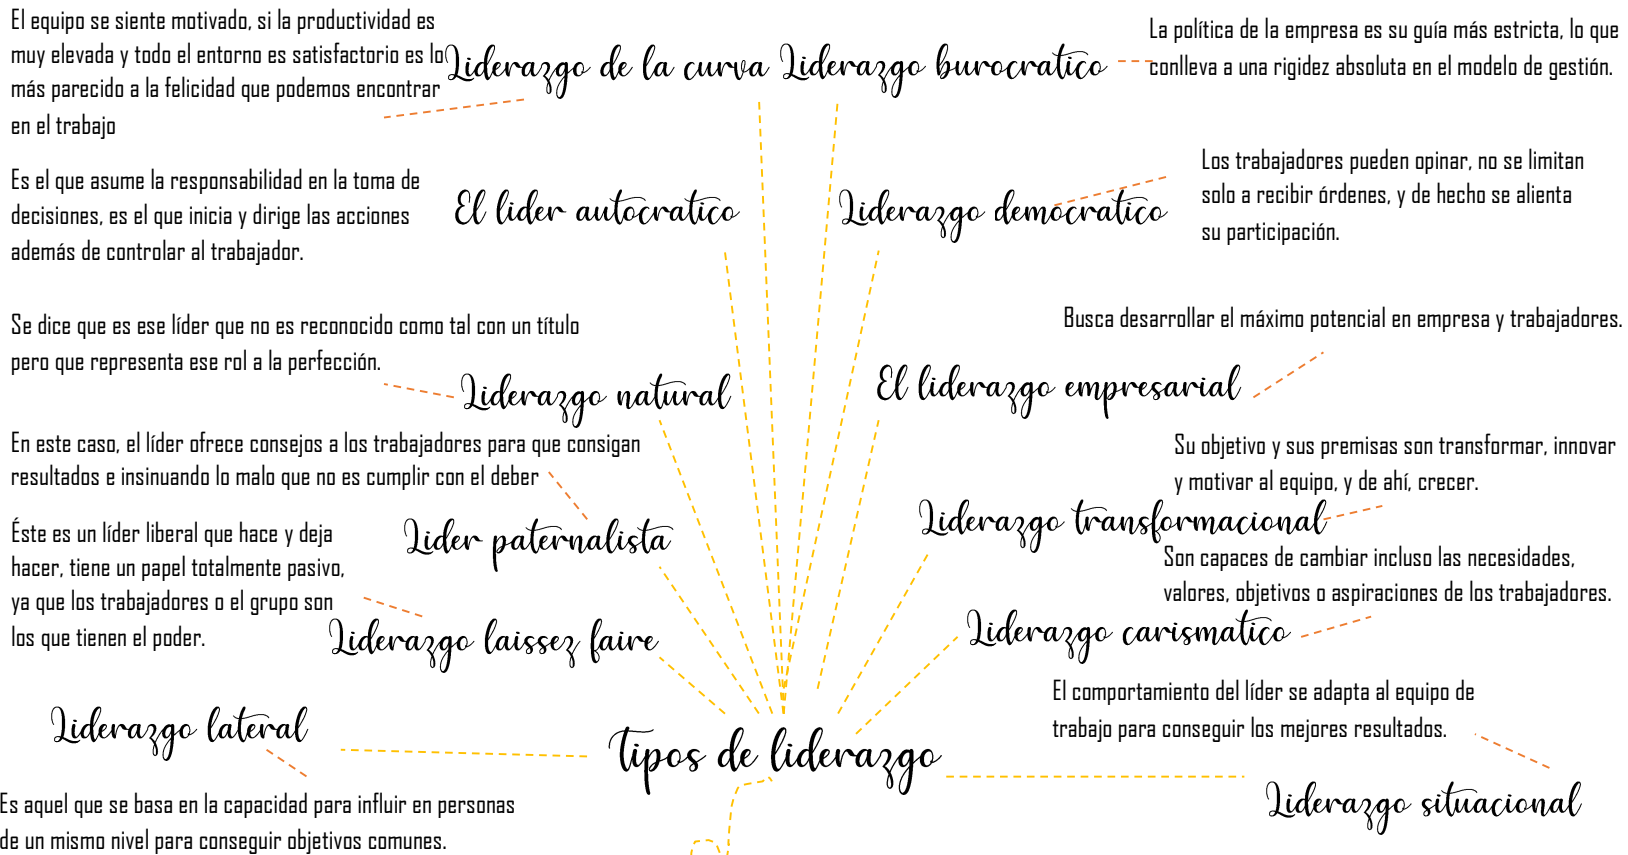 El equipo se siente motivado, si la productividad es
muy elevada y todo el entorno es satisfactorio es lo
más parecido a la felicidad que podemos encontrar
en el trabajo
Liderazgo de la curva
Liderazgo burocratico
La política de la empresa es su guía más estricta, lo que
conlleva a una rigidez absoluta en el modelo de gestión.
Es el que asume la responsabilidad en la toma de
decisiones, es el que inicia y dirige las acciones
además de controlar al trabajador.
El lider autocratico
Liderazgo democratico
Los trabajadores pueden opinar, no se limitan
solo a recibir órdenes, y de hecho se alienta
su participación.
Se dice que es ese líder que no es reconocido como tal con un título
pero que representa ese rol a la perfección.
Liderazgo natural
Busca desarrollar el máximo potencial en empresa y trabajadores.
El liderazgo empresarial
En este caso, el líder ofrece consejos a los trabajadores para que consigan
resultados e insinuando lo malo que no es cumplir con el deber
Lider paternalista
Su objetivo y sus premisas son transformar, innovar
y motivar al equipo, y de ahí, crecer.
Liderazgo transformacional
Éste es un líder liberal que hace y deja
hacer, tiene un papel totalmente pasivo,
ya que los trabajadores o el grupo son
los que tienen el poder.
Liderazgo laissez faire
Son capaces de cambiar incluso las necesidades,
valores, objetivos o aspiraciones de los trabajadores.
Liderazgo carismatico
El comportamiento del líder se adapta al equipo de
trabajo para conseguir los mejores resultados.
Liderazgo situacional
Liderazgo lateral
Es aquel que se basa en la capacidad para influir en personas
de un mismo nivel para conseguir objetivos comunes.
Tipos de liderazgo